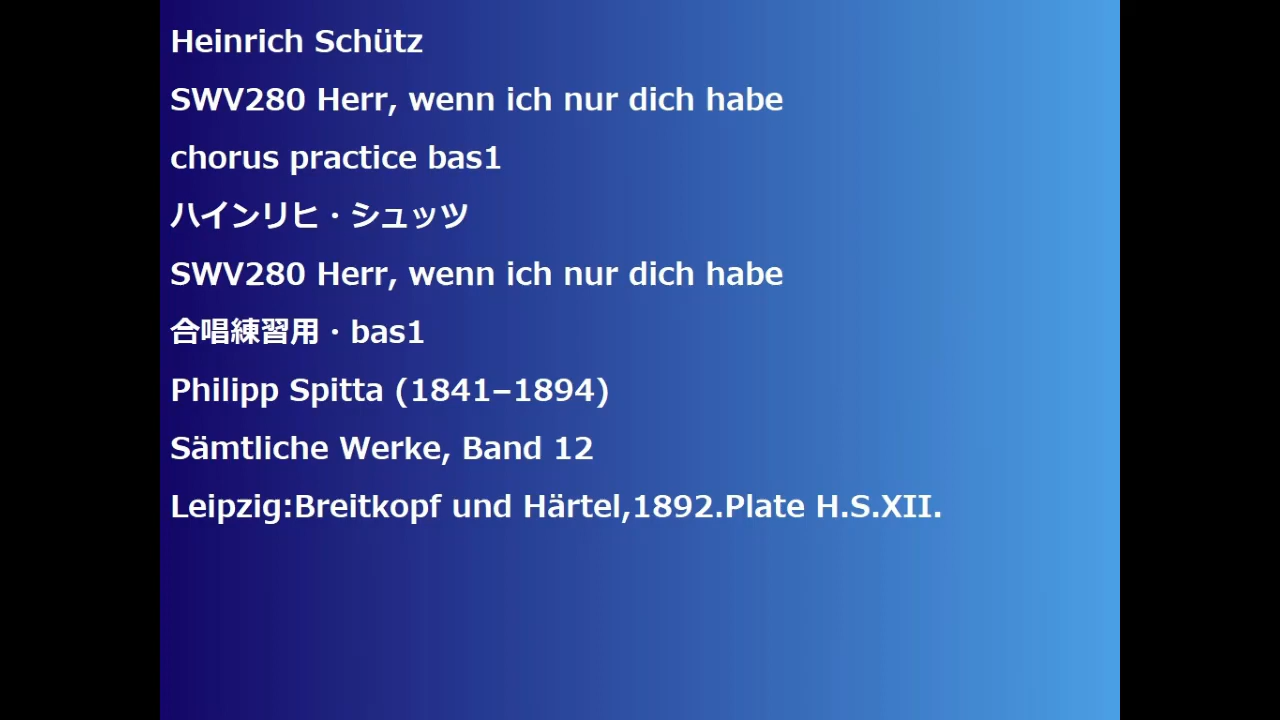 Heinrich Schütz
SWV280 Herr, wenn ich nur dich habe
chorus practice bas1
ハインリヒ・シュッツ
SWV280 Herr, wenn ich nur dich habe
合唱練習用・bas1
Philipp Spitta (1841–1894)
Sämtliche Werke, Band 12
Leipzig:Breitkopf und Härtel,1892.Plate H.S.XII.